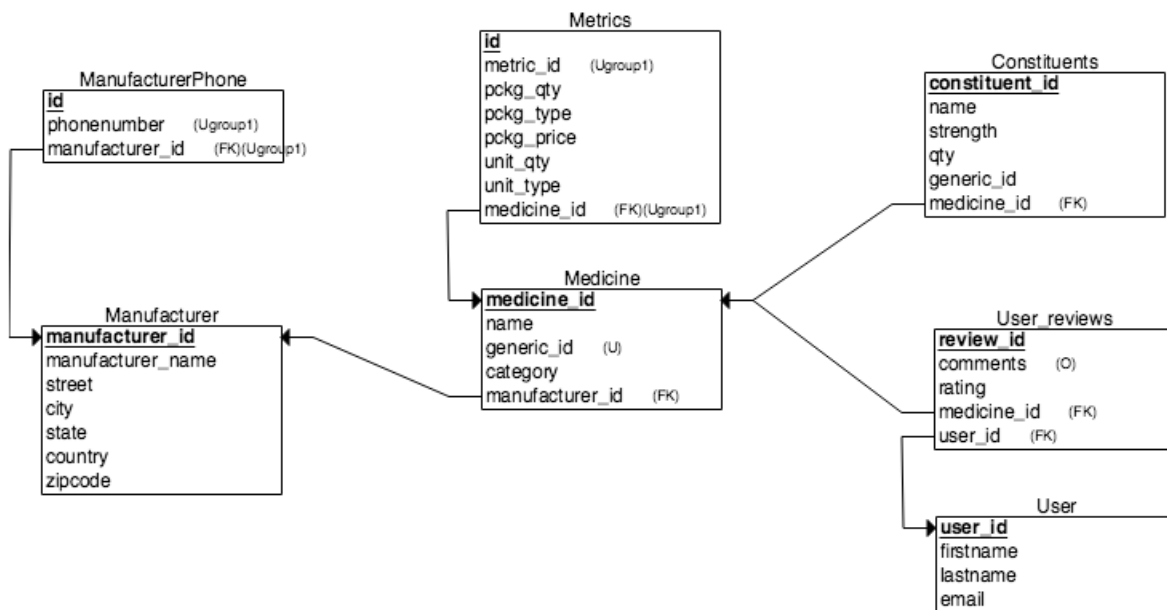 ManufacturerPhone
id
phonenumber (Ugroup1)
manufacturer_id (FK)(Ugroup1)
Metrics
id
metric_id (Ugroup1)
pckg_qty
pckg_type
pckg_price
unit_qty
unit_type
medicine_id (FK)(Ugroup1)
Constituents
constituent_id
name
strength
qty
generic_id
medicine_id (FK)
Manufacturer
manufacturer_id
manufacturer_name
street
city
state
country
zipcode
Medicine
medicine_id
name
generic_id (U)
category
manufacturer_id (FK)
User_reviews
review_id
comments (O)
rating
medicine_id (FK)
user_id (FK)
User
user_id
firstname
lastname
email